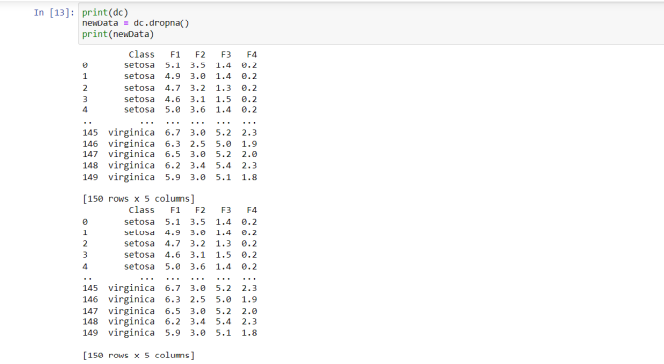 In [13]: print(dc)
newData = dc.dropna()
print(newData)
Class F1 F2 F3 F4
0 setosa 5.1 3.5 1.4 0.2
1 setosa 4.9 3.0 1.4 0.2
2 setosa 4.7 3.2 1.3 0.2
3 setosa 4.6 3.1 1.5 0.2
4 setosa 5.0 3.6 1.4 0.2
.. ... ... ... ... ...
145 virginica 6.7 3.0 5.2 2.3
146 virginica 6.3 2.5 5.0 1.9
147 virginica 6.5 3.0 5.2 2.0
148 virginica 6.2 3.4 5.4 2.3
149 virginica 5.9 3.0 5.1 1.8
[150 rows x 5 columns]
Class F1 F2 F3 F4
0 setosa 5.1 3.5 1.4 0.2
1 setosa 4.9 3.0 1.4 0.2
2 setosa 4.7 3.2 1.3 0.2
3 setosa 4.6 3.1 1.5 0.2
4 setosa 5.0 3.6 1.4 0.2
.. ... ... ... ... ...
145 virginica 6.7 3.0 5.2 2.3
146 virginica 6.3 2.5 5.0 1.9
147 virginica 6.5 3.0 5.2 2.0
148 virginica 6.2 3.4 5.4 2.3
149 virginica 5.9 3.0 5.1 1.8
[150 rows x 5 columns]